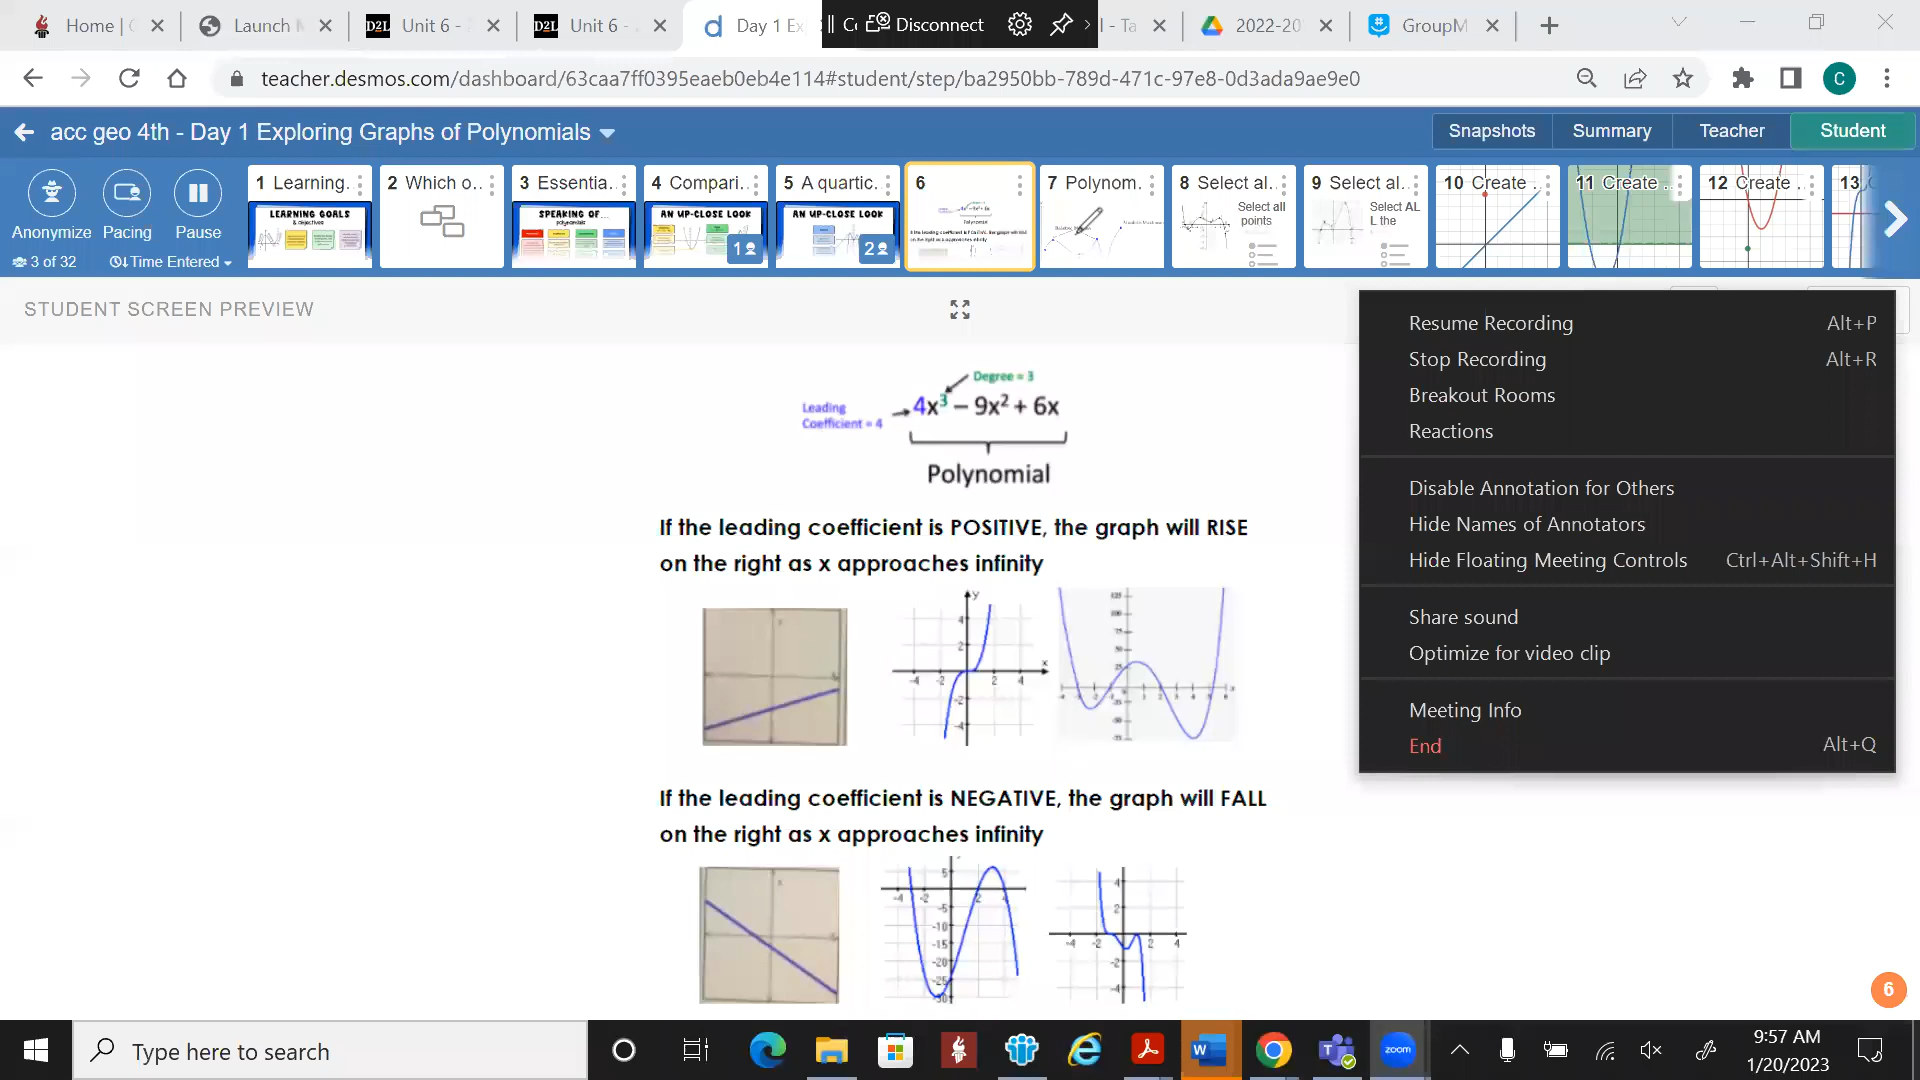 Home | C
Launch M
Unit 6 -
Unit 6 -
Day 1 Ex
Disconnect
2022-20
GroupM
teacher.desmos.com/dashboard/63caa7ff0395eaeb0eb4e114#student/step/ba2950bb-789d-471c-97e8-0d3ada9ae9e0
C
acc geo 4th - Day 1 Exploring Graphs of Polynomials
Snapshots
Summary
Teacher
Student
Anonymize
Pacing
Pause
3 of 32
Time Entered
1 Learning...
LEARNING GOALS
2 Which o...
3 Essentia...
SPEAKING OF...
polynomials
4 Compari...
AN UP-CLOSE LOOK
1
5 A quartic...
AN UP-CLOSE LOOK
2
6
7 Polynom...
8 Select al...
Select all
points
9 Select al...
Select AL
L the
10 Create ...
11 Create ...
12 Create ...
13
STUDENT SCREEN PREVIEW
Degree = 3
Leading
Coefficient = 4
4x³ – 9x² + 6x
Polynomial
If the leading coefficient is POSITIVE, the graph will RISE
on the right as x approaches infinity
If the leading coefficient is NEGATIVE, the graph will FALL
on the right as x approaches infinity
Resume Recording Alt+P
Stop Recording Alt+R
Breakout Rooms
Reactions
Disable Annotation for Others
Hide Names of Annotators
Hide Floating Meeting Controls Ctrl+Alt+Shift+H
Share sound
Optimize for video clip
Meeting Info
End Alt+Q
6
Type here to search
zoom
9:57 AM
1/20/2023